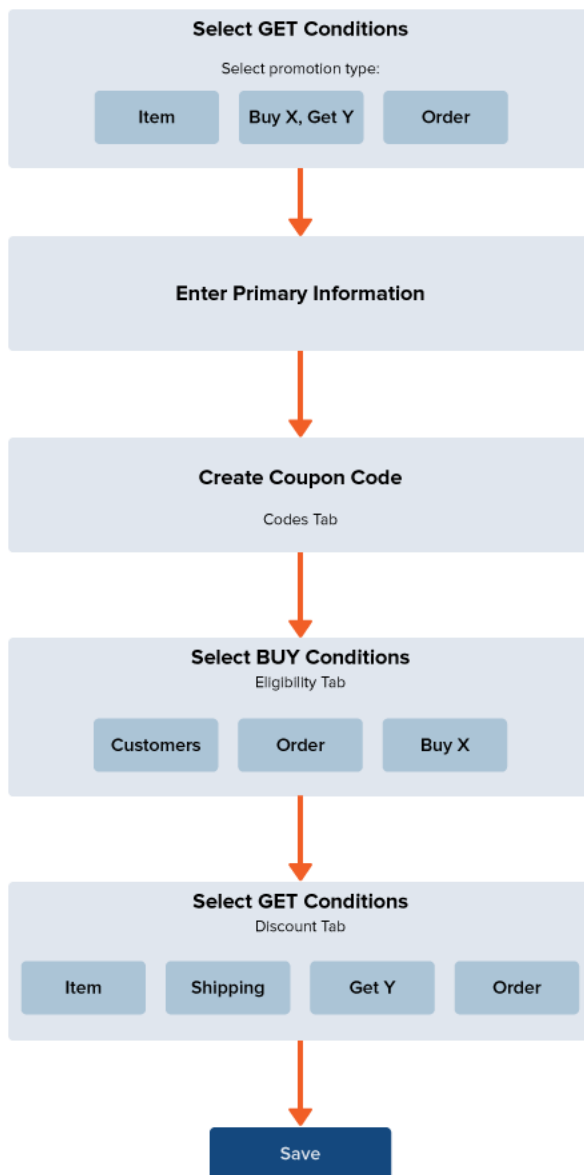 Select GET Conditions
Select promotion type:
Item
Buy X, Get Y
Order
Enter Primary Information
Create Coupon Code
Codes Tab
Select BUY Conditions
Eligibility Tab
Customers
Order
Buy X
Select GET Conditions
Discount Tab
Item
Shipping
Get Y
Order
Save